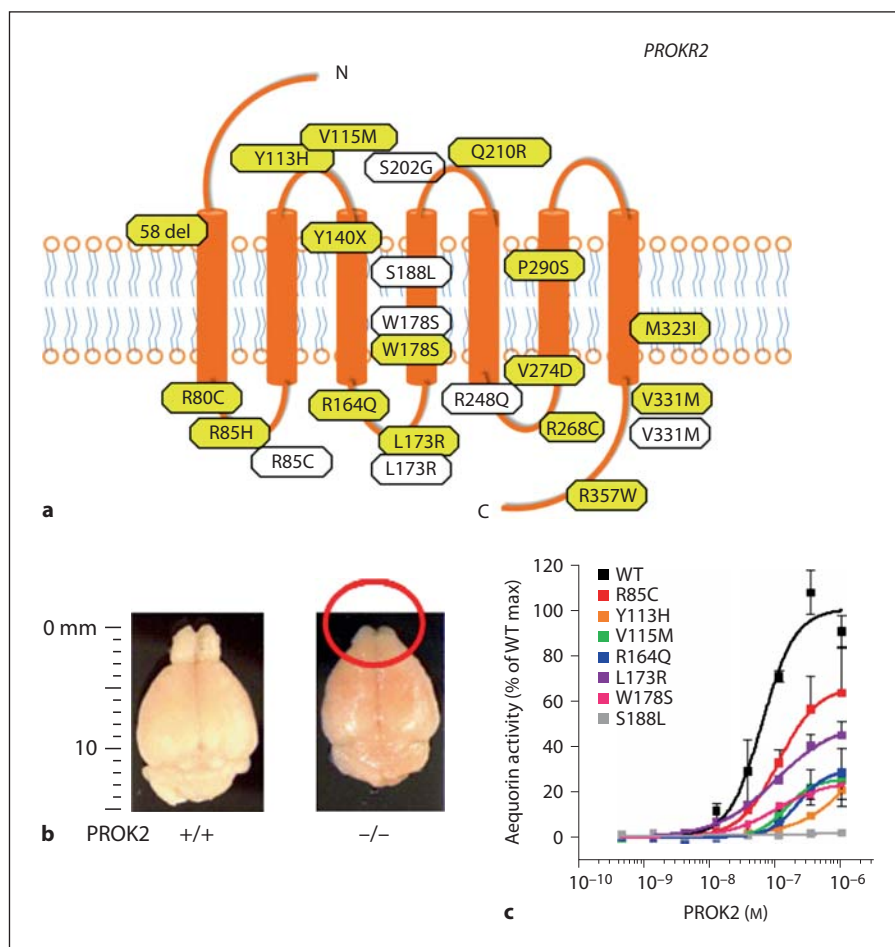 PROKR2
N
V115M
Y113H
Q210R
S202G
58 del
Y140X
S188L
P290S
W178S
W178S
M323I
V274D
R80C
R164Q
R248Q
V331M
R85H
L173R
R268C
V331M
R85C
L173R
R357W
C
a
0 mm
10
b PROK2 +/+ –/–
Aequorin activity (% of WT max)
120
100
80
60
40
20
0
WT
R85C
Y113H
V115M
R164Q
L173R
W178S
S188L
10⁻¹⁰ 10⁻⁹ 10⁻⁸ 10⁻⁷ 10⁻⁶
c PROK2 (M)